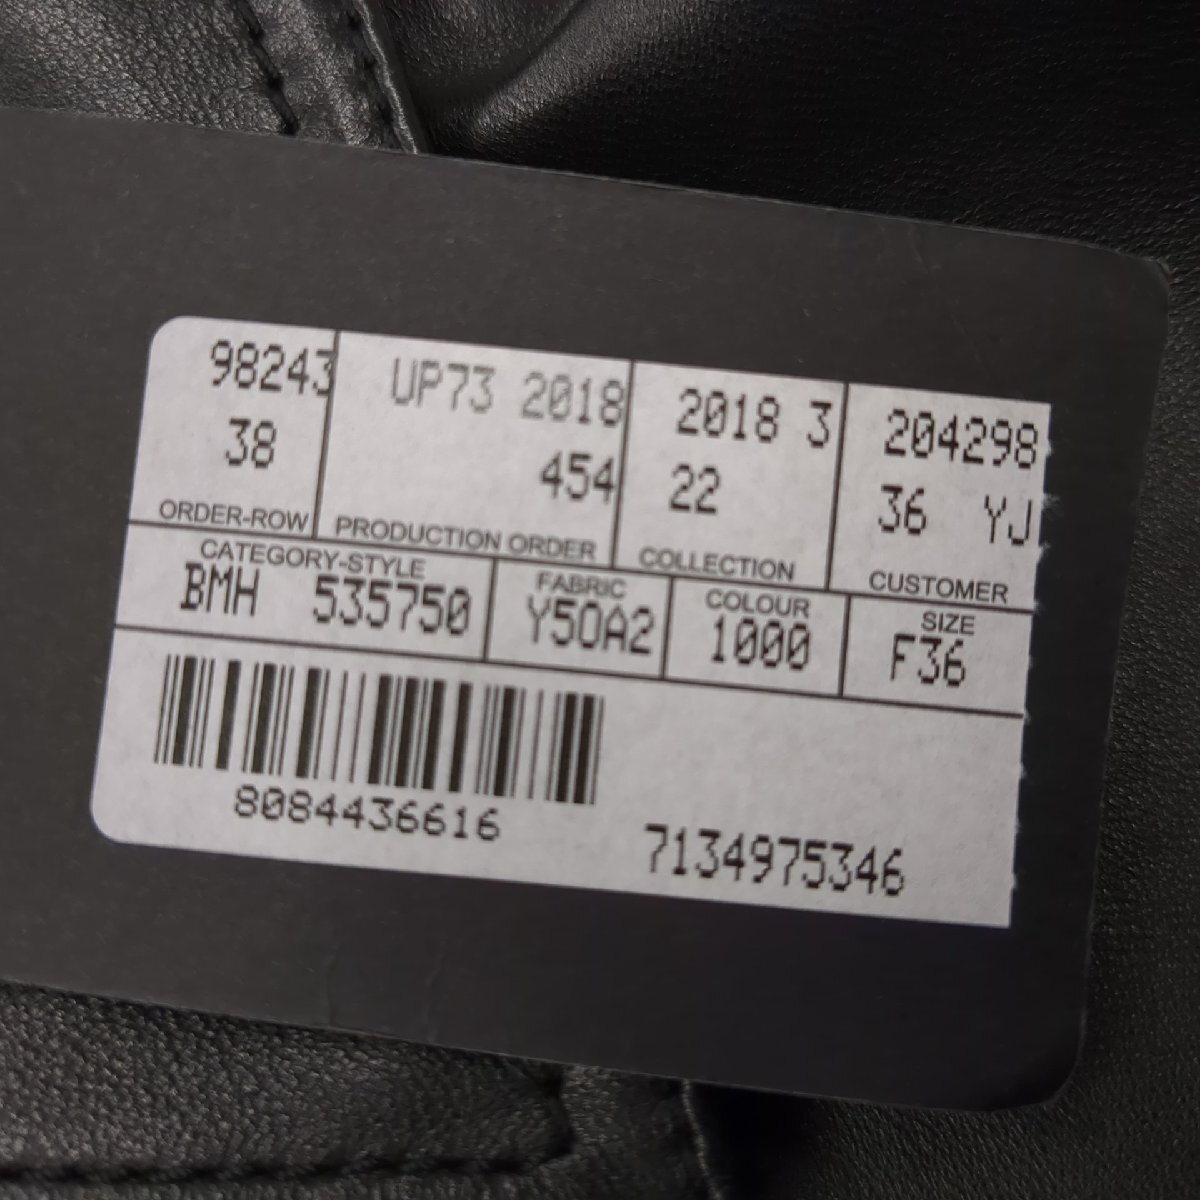 98243 UP73 2018 2018 3 204298
38 454 22 36 YJ
ORDER-ROW PRODUCTION ORDER COLLECTION CUSTOMER
CATEGORY-STYLE FABRIC COLOUR SIZE
BMH 535750 Y50A2 1000 F36
8084436616
7134975346